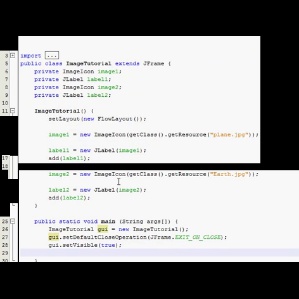 3 import ...
5 public class ImageTutorial extends JFrame {
6 private ImageIcon image1;
7 private JLabel label1;
8 private ImageIcon image2;
9 private JLabel label2;
10
11 ImageTutorial() {
setLayout(new FlowLayout());
image1 = new ImageIcon(getClass().getResource("plane.jpg"));
label1 = new JLabel(image1);
17 add(label1);
18
image2 = new ImageIcon(getClass().getResource("Earth.jpg"));
label2 = new JLabel(image2);
add(label2);
}
25 public static void main (String args[]) {
26 ImageTutorial gui = new ImageTutorial();
27 gui.setDefaultCloseOperation(JFrame.EXIT_ON_CLOSE);
28 gui.setVisible(true);
29
30 }